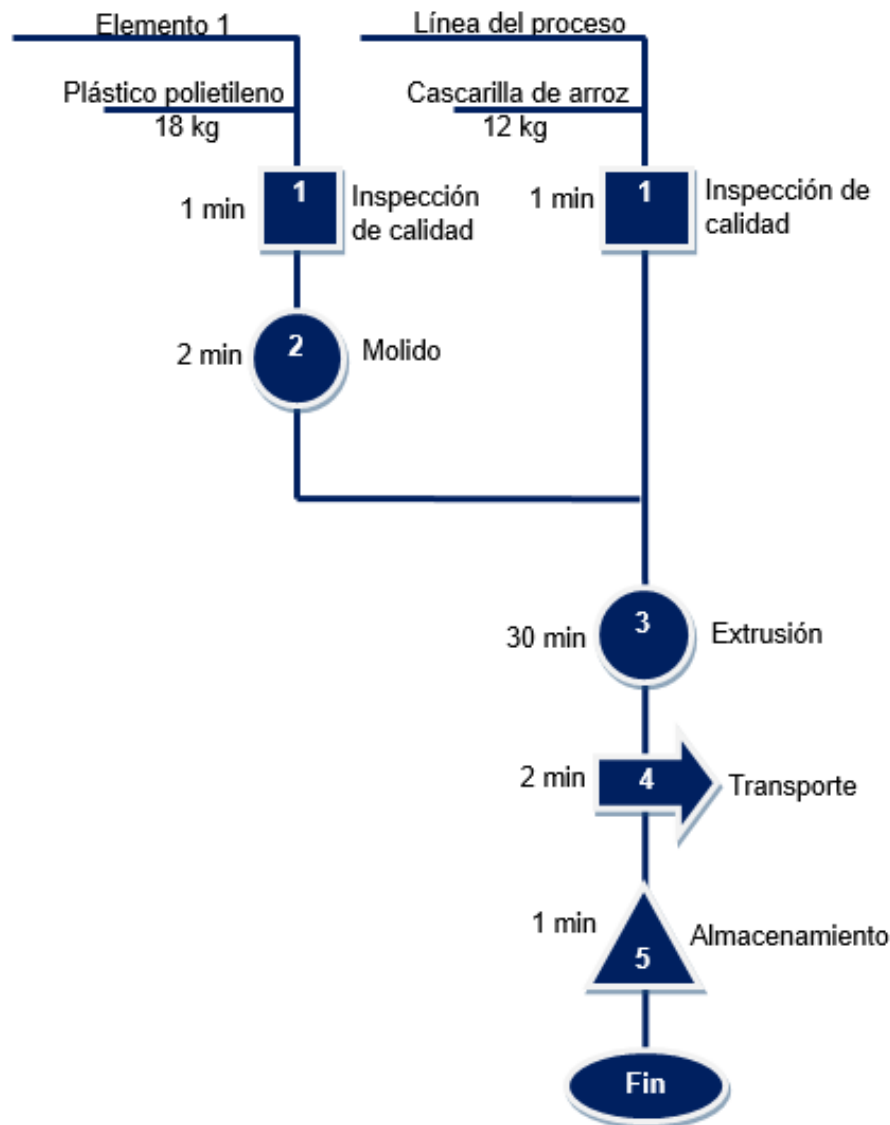 Elemento 1
Línea del proceso
Plástico polietileno
18 kg
Cascarilla de arroz
12 kg
1 min
1
Inspección
de calidad
1 min
1
Inspección de
calidad
2 min
2
Molido
30 min
3
Extrusión
2 min
4
Transporte
1 min
5
Almacenamiento
Fin